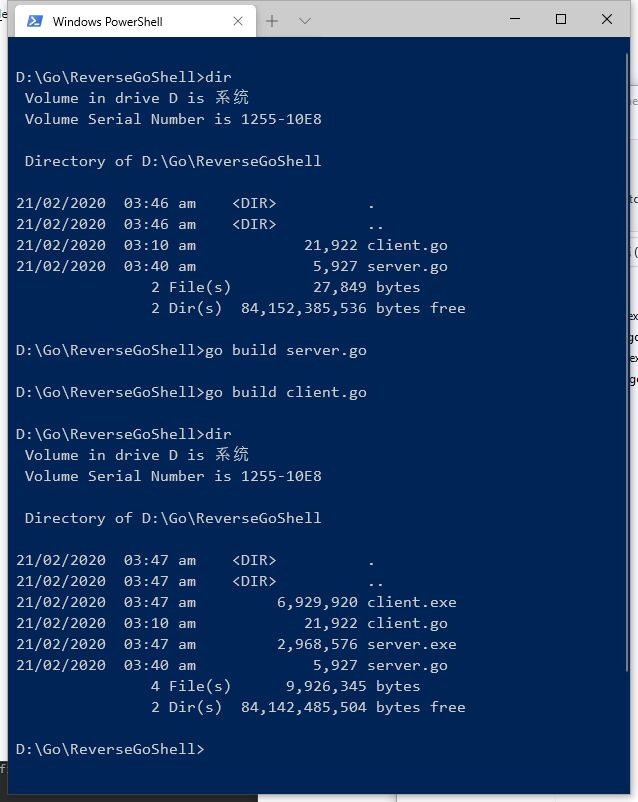 Windows PowerShell
D:\Go\ReverseGoShell>dir
Volume in drive D is 系统
Volume Serial Number is 1255-10E8
Directory of D:\Go\ReverseGoShell
21/02/2020 03:46 am <DIR> .
21/02/2020 03:46 am <DIR> ..
21/02/2020 03:10 am 21,922 client.go
21/02/2020 03:40 am 5,927 server.go
2 File(s) 27,849 bytes
2 Dir(s) 84,152,385,536 bytes free
D:\Go\ReverseGoShell>go build server.go
D:\Go\ReverseGoShell>go build client.go
D:\Go\ReverseGoShell>dir
Volume in drive D is 系统
Volume Serial Number is 1255-10E8
Directory of D:\Go\ReverseGoShell
21/02/2020 03:47 am <DIR> .
21/02/2020 03:47 am <DIR> ..
21/02/2020 03:47 am 6,929,920 client.exe
21/02/2020 03:10 am 21,922 client.go
21/02/2020 03:47 am 2,968,576 server.exe
21/02/2020 03:40 am 5,927 server.go
4 File(s) 9,926,345 bytes
2 Dir(s) 84,142,485,504 bytes free
D:\Go\ReverseGoShell>